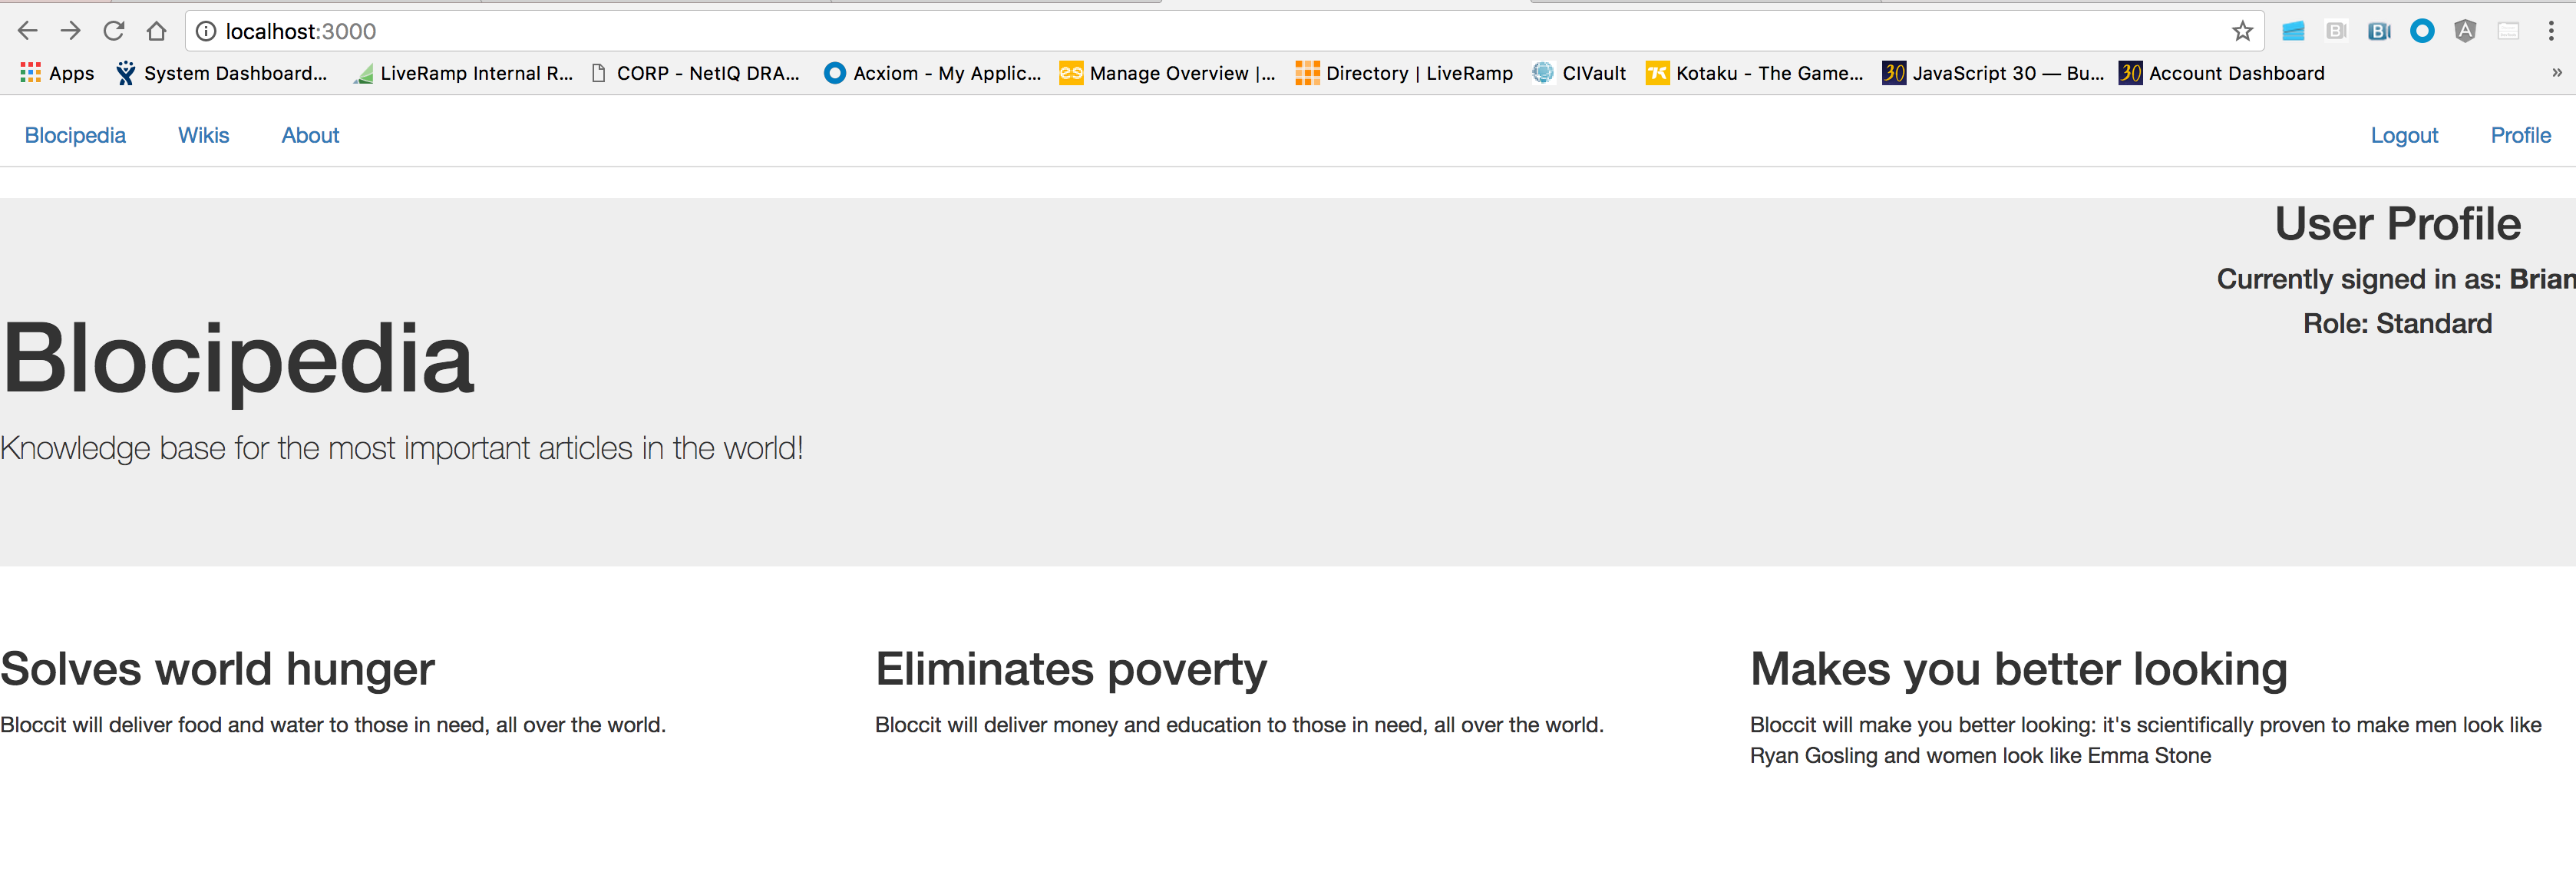 localhost:3000
Apps System Dashboard... LiveRamp Internal R... CORP - NetIQ DRA... Acxiom - My Applic... es Manage Overview |... Directory | LiveRamp CIVault Kotaku - The Game... 30 JavaScript 30 — Bu... 30 Account Dashboard »
Blocipedia Wikis About Logout Profile
User Profile
Currently signed in as: Brian
Role: Standard
Blocipedia
Knowledge base for the most important articles in the world!
Solves world hunger
Bloccit will deliver food and water to those in need, all over the world.
Eliminates poverty
Bloccit will deliver money and education to those in need, all over the world.
Makes you better looking
Bloccit will make you better looking: it's scientifically proven to make men look like
Ryan Gosling and women look like Emma Stone